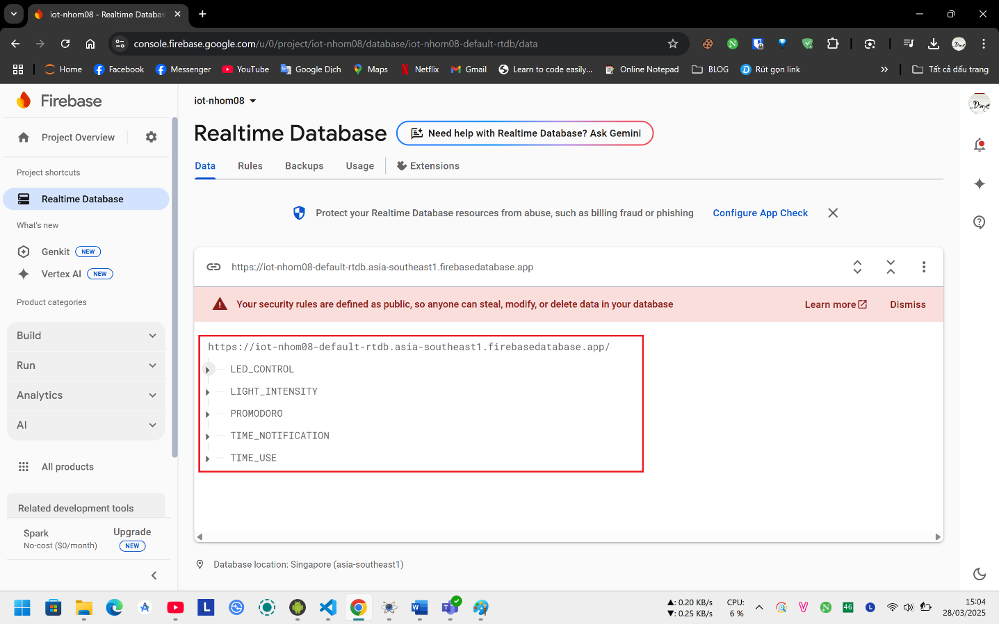 iot-nhom08 - Realtime Databas
console.firebase.google.com/u/0/project/iot-nhom08/database/iot-nhom08-default-rtdb/data
Home Facebook Messenger YouTube Google Dịch Maps Netflix Gmail Learn to code easily... Online Notepad BLOG Rút gọn link Tất cả dấu trang
Firebase
Project Overview
Project shortcuts
Realtime Database
What's new
Genkit NEW
Vertex AI NEW
Product categories
Build
Run
Analytics
AI
All products
Related development tools
Spark
No-cost ($0/month)
Upgrade
NEW
iot-nhom08
Realtime Database
Need help with Realtime Database? Ask Gemini
Data Rules Backups Usage Extensions
Protect your Realtime Database resources from abuse, such as billing fraud or phishing Configure App Check
https://iot-nhom08-default-rtdb.asia-southeast1.firebasedatabase.app
Your security rules are defined as public, so anyone can steal, modify, or delete data in your database Learn more Dismiss
https://iot-nhom08-default-rtdb.asia-southeast1.firebasedatabase.app/
LED_CONTROL
LIGHT_INTENSITY
PROMODORO
TIME_NOTIFICATION
TIME_USE
Database location: Singapore (asia-southeast1)
▲: 0.20 KB/s
▼: 0.25 KB/s
CPU:
6 %
46
15:04
28/03/2025